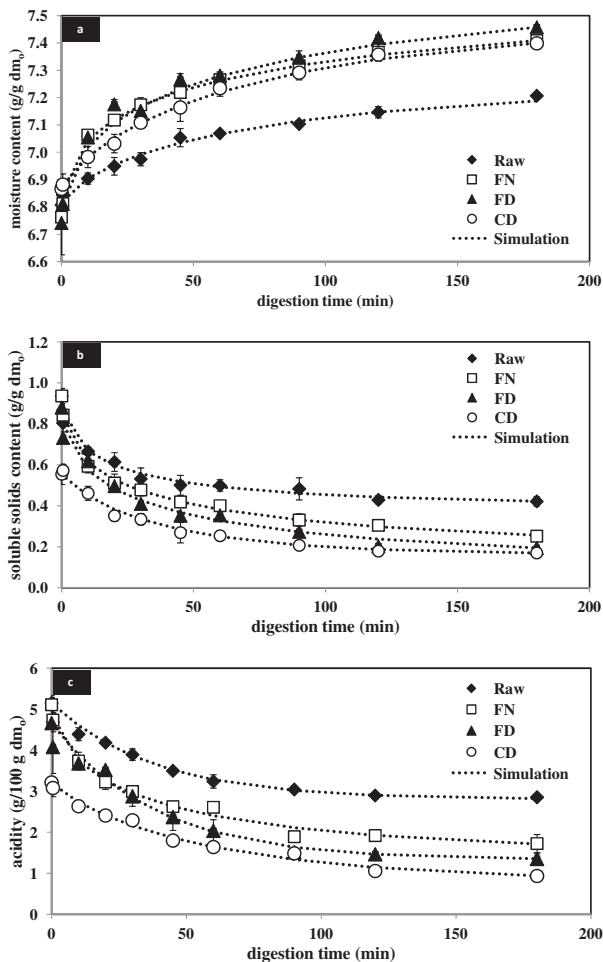 a
7.5
7.4
7.3
7.2
7.1
7.0
6.9
6.8
6.7
6.6
moisture content (g/g dmₒ)
Raw
FN
FD
CD
Simulation
0
50
100
150
200
digestion time (min)
b
1.2
1.0
0.8
0.6
0.4
0.2
0.0
soluble solids content (g/g dmₒ)
Raw
FN
FD
CD
Simulation
0
50
100
150
200
digestion time (min)
c
6
5
4
3
2
1
0
acidity (g/100 g dmₒ)
Raw
FN
FD
CD
Simulation
0
50
100
150
200
digestion time (min)